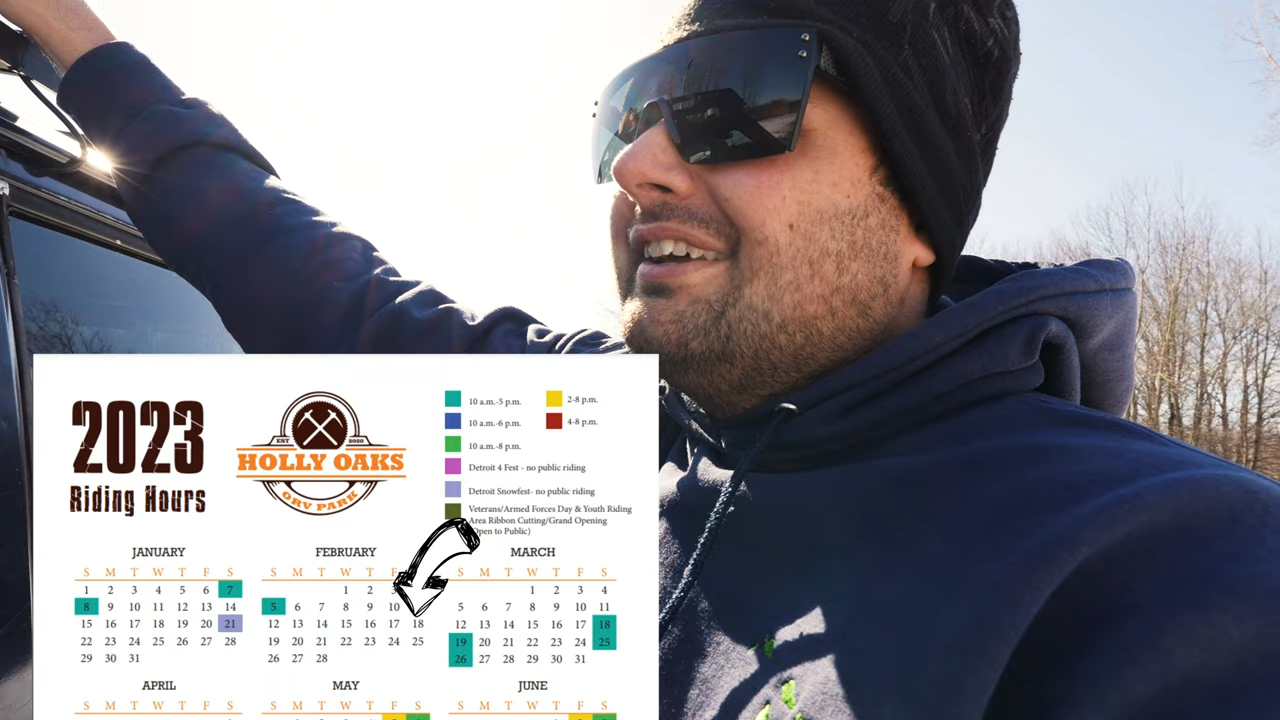 2023
Riding Hours
EST 2020
HOLLY OAKS
ORV PARK
10 a.m.-5 p.m.
10 a.m.-6 p.m.
10 a.m.-8 p.m.
2-8 p.m.
4-8 p.m.
Detroit 4 Fest - no public riding
Detroit Snowfest- no public riding
Veterans/Armed Forces Day & Youth Riding
Area Ribbon Cutting/Grand Opening
(Open to Public)
JANUARY
S M T W T F S
1 2 3 4 5 6 7
8 9 10 11 12 13 14
15 16 17 18 19 20 21
22 23 24 25 26 27 28
29 30 31
FEBRUARY
S M T W T F
1 2
5 6 7 8 9 10
12 13 14 15 16 17 18
19 20 21 22 23 24 25
26 27 28
MARCH
S M T W T F S
1 2 3 4
5 6 7 8 9 10 11
12 13 14 15 16 17 18
19 20 21 22 23 24 25
26 27 28 29 30 31
APRIL
S M T W T F S
MAY
S M T W T F S
JUNE
S M T W T F S